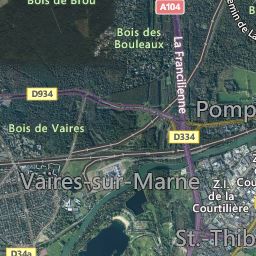 Bois de Brou
A104
Bois des
Bouleaux
La Francilienne
D934
Pomp
Bois de Vaires
D334
Vaires-sur-Marne
Z.I.
de la
Courtilière
St.-Thib
D34a